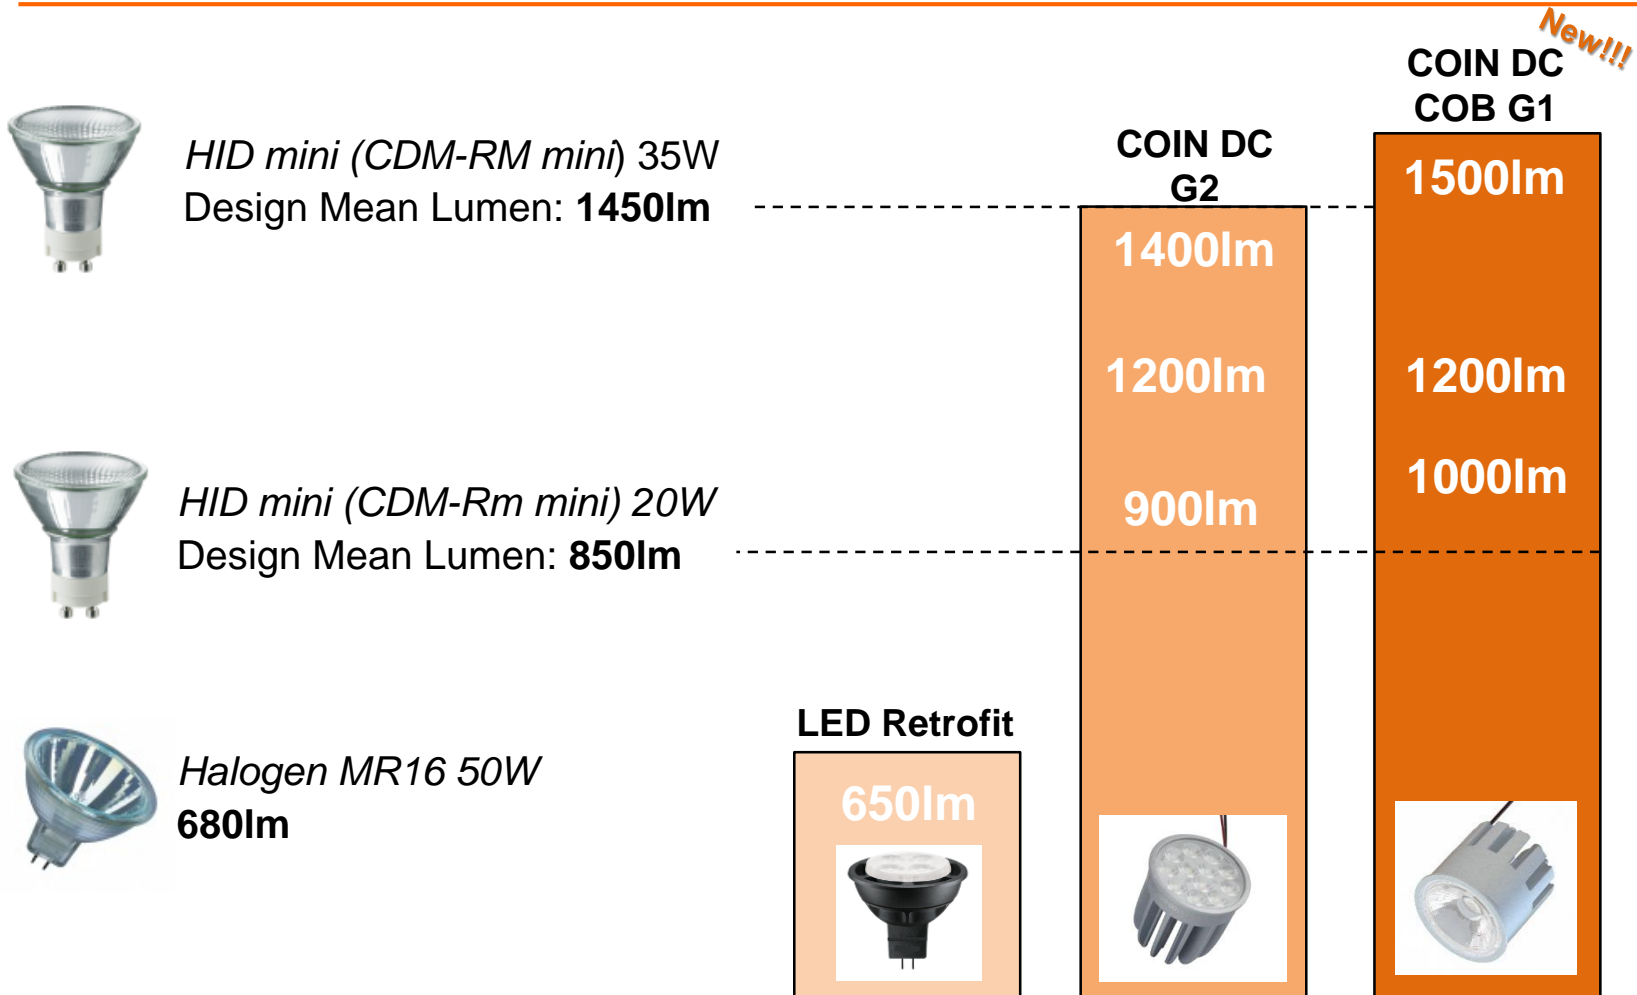 New!!!
COIN DC
COB G1
COIN DC
G2
HID mini (CDM-RM mini) 35W
Design Mean Lumen: 1450lm
1500lm
1400lm
1200lm
1200lm
1000lm
900lm
HID mini (CDM-Rm mini) 20W
Design Mean Lumen: 850lm
LED Retrofit
650lm
Halogen MR16 50W
680lm